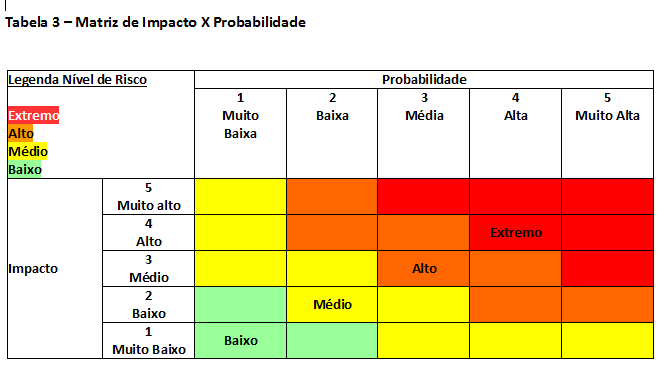 Tabela 3 – Matriz de Impacto X Probabilidade
Legenda Nível de Risco
Extremo
Alto
Médio
Baixo
Probabilidade
1
Muito
Baixa
2
Baixa
3
Média
4
Alta
5
Muito Alta
Impacto
5
Muito alto
4
Alto
Extremo
3
Médio
Alto
2
Baixo
Médio
1
Muito Baixo
Baixo